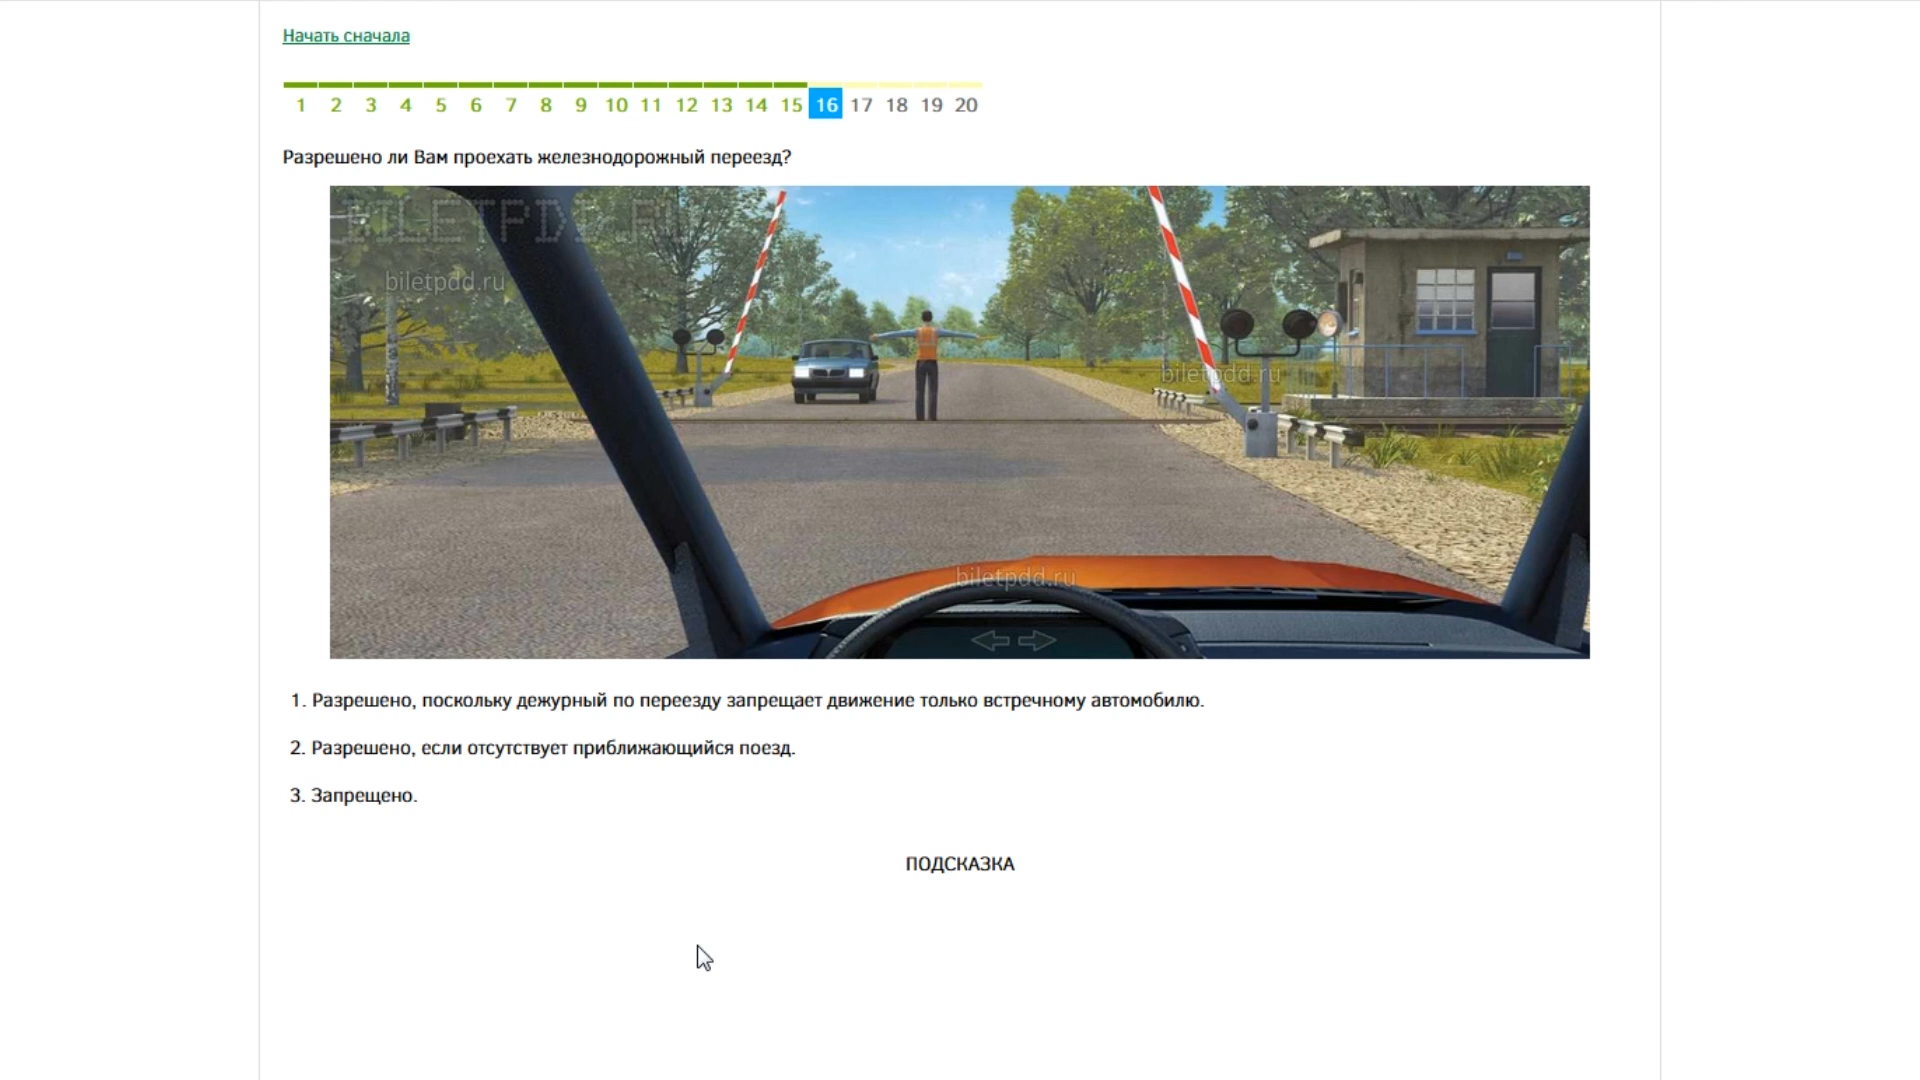 Начать сначала
1 2 3 4 5 6 7 8 9 10 11 12 13 14 15 16 17 18 19 20
Разрешено ли Вам проехать железнодорожный переезд?
BILETPDD.RU
biletpdd.ru
biletpdd.ru
biletpdd.ru
1. Разрешено, поскольку дежурный по переезду запрещает движение только встречному автомобилю.
2. Разрешено, если отсутствует приближающийся поезд.
3. Запрещено.
ПОДСКАЗКА